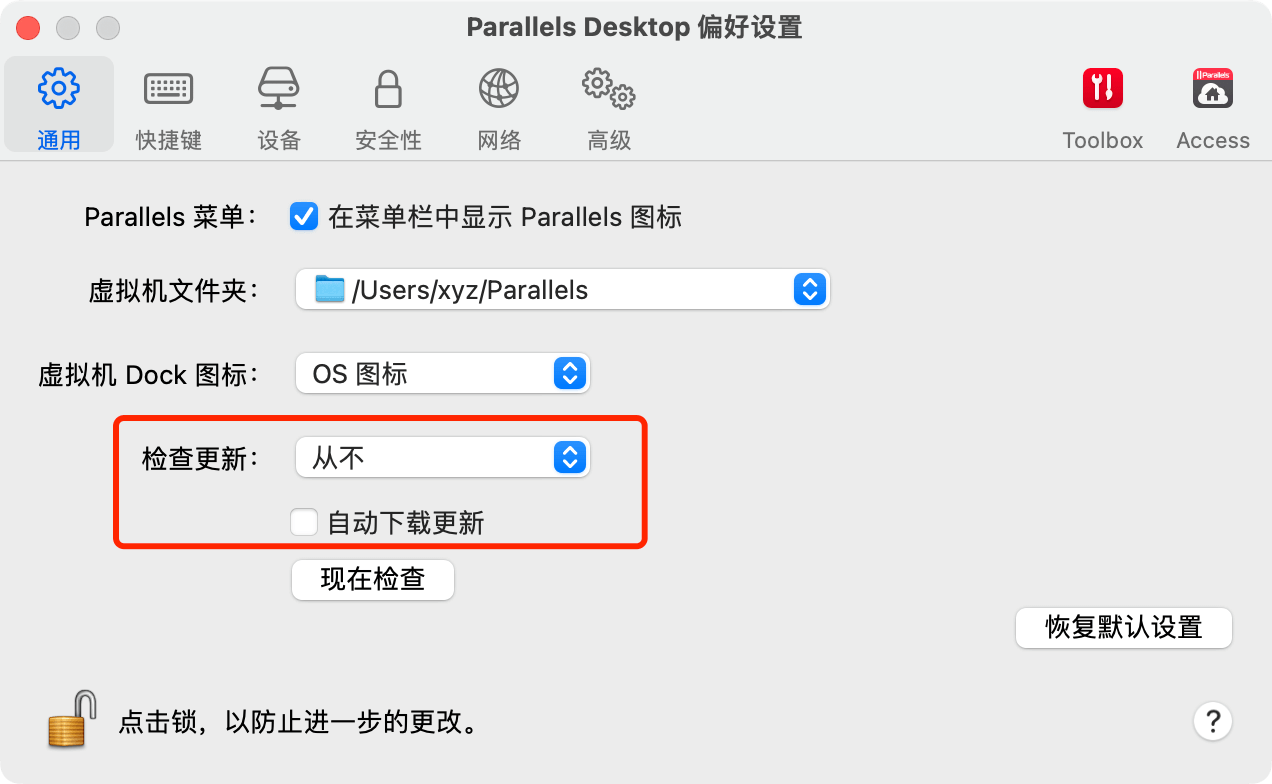 Parallels Desktop 偏好设置
通用 快捷键 设备 安全性 网络 高级 Toolbox Access
Parallels
Parallels 菜单： 在菜单栏中显示 Parallels 图标
虚拟机文件夹： /Users/xyz/Parallels
虚拟机 Dock 图标： OS 图标
检查更新： 从不
自动下载更新
现在检查
恢复默认设置
点击锁，以防止进一步的更改。
?